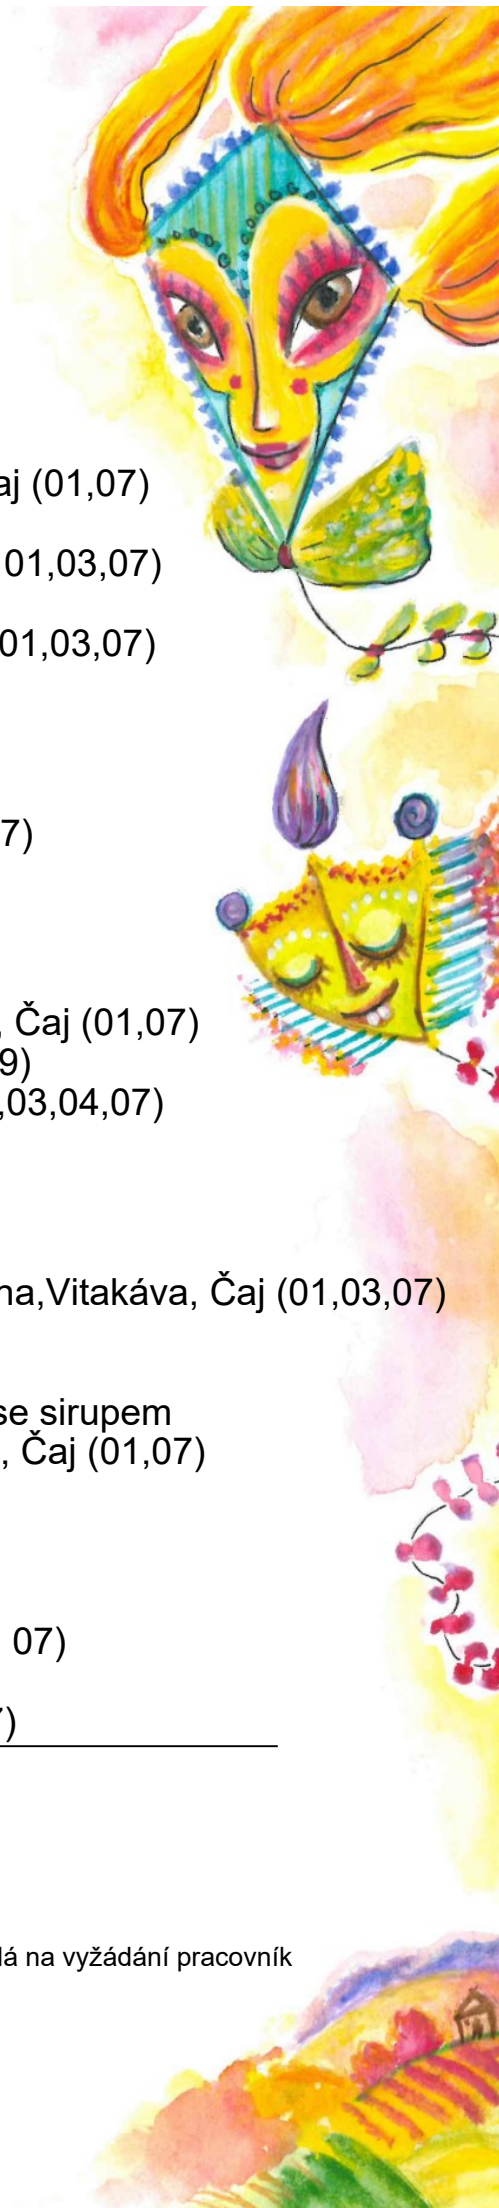 aj (01,07)
01,03,07)
01,03,07)
7)
, Čaj (01,07)
9)
,03,04,07)
na,Vitakáva, Čaj (01,03,07)
se sirupem
, Čaj (01,07)
07)
7)
lá na vyžádání pracovník